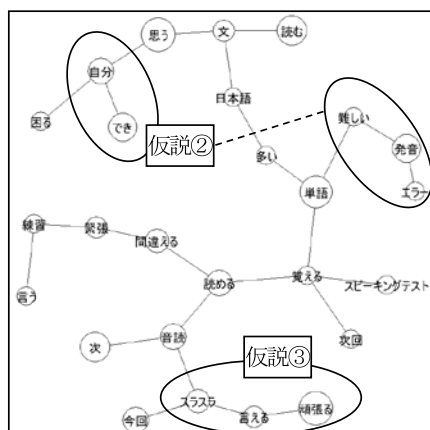 思う
文
読む
自分
日本語
困る
でき
仮説②
難しい
発音
多い
エラー
単語
練習
緊張
間違える
言う
読める
覚える
スピーキングテスト
次
音読
次回
仮説③
スラスラ
今回
言える
頑張る